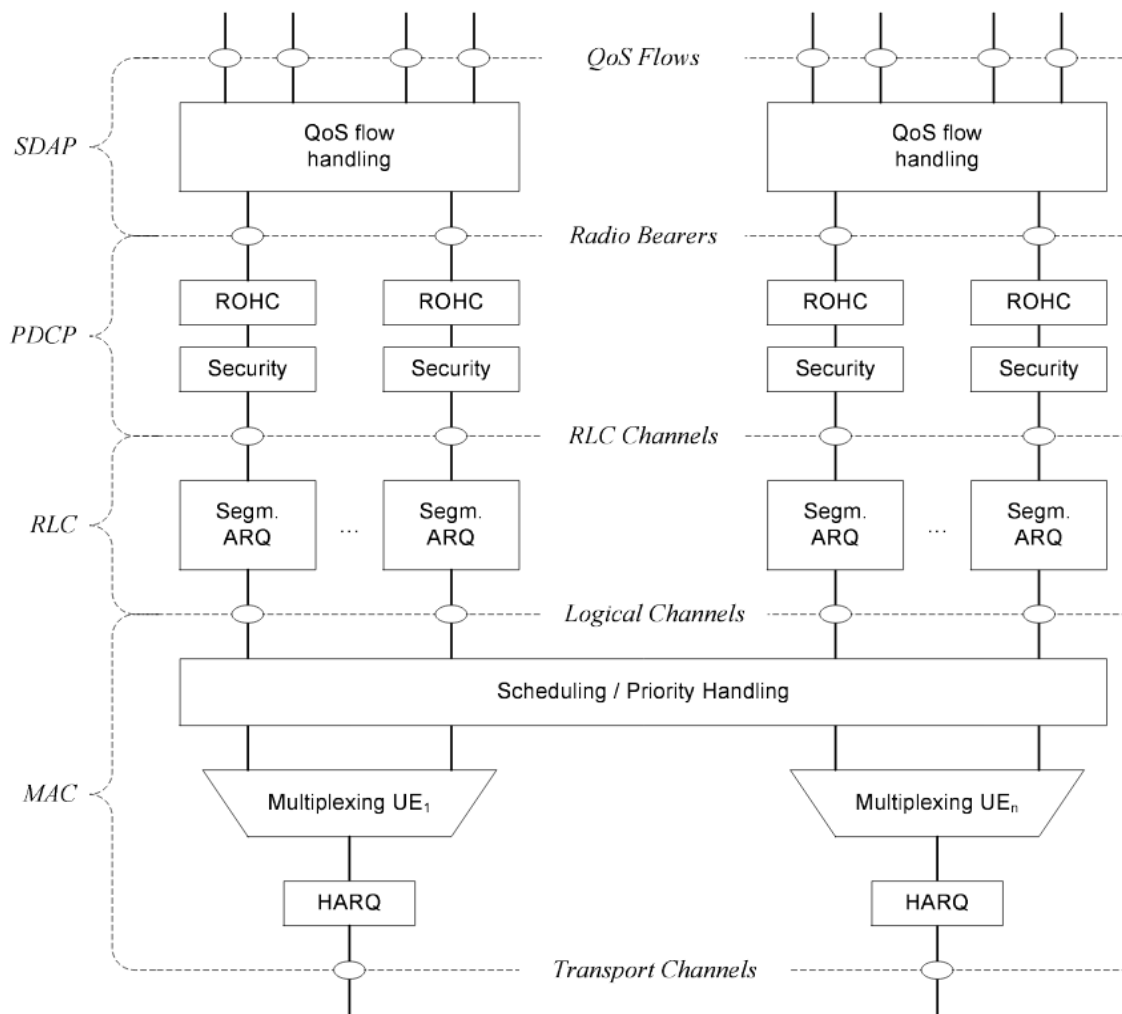 QoS Flows
QoS flow
handling
QoS flow
handling
SDAP
Radio Bearers
ROHC
ROHC
ROHC
ROHC
PDCP
Security
Security
Security
Security
RLC Channels
Segm.
ARQ
...
Segm.
ARQ
Segm.
ARQ
...
Segm.
ARQ
RLC
Logical Channels
Scheduling / Priority Handling
MAC
Multiplexing UE₁
Multiplexing UEₙ
HARQ
HARQ
Transport Channels